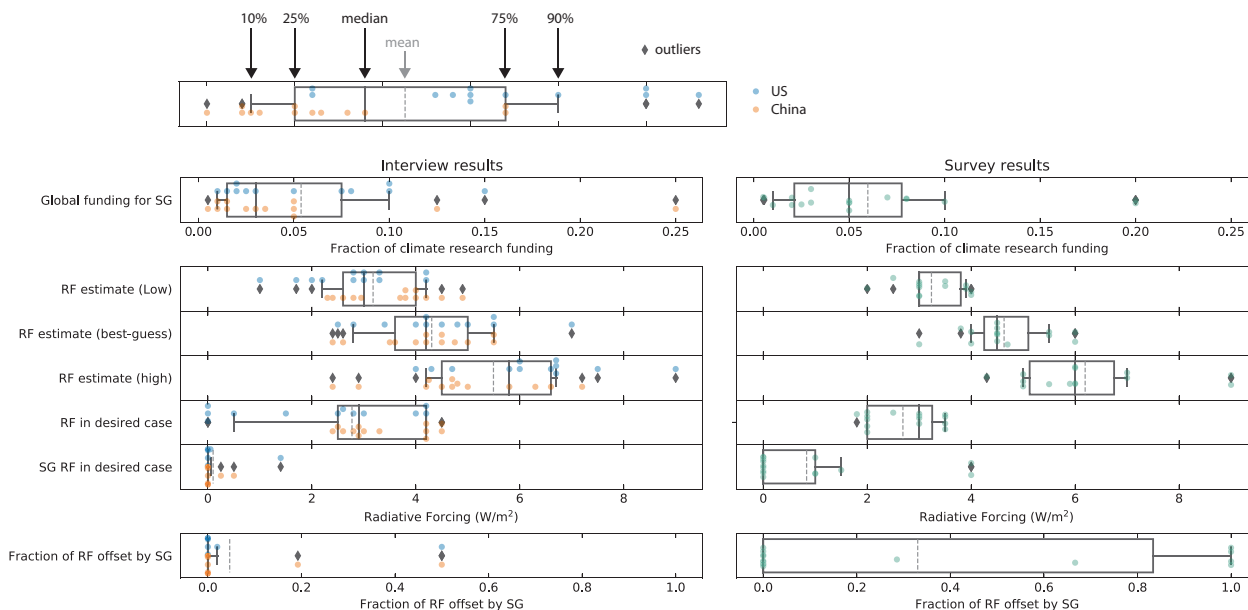 10% 25% median 75% 90%
mean
outliers
US
China
Interview results
Survey results
Global funding for SG
0.00 0.05 0.10 0.15 0.20 0.25
Fraction of climate research funding
0.00 0.05 0.10 0.15 0.20 0.25
Fraction of climate research funding
RF estimate (Low)
RF estimate (best-guess)
RF estimate (high)
RF in desired case
SG RF in desired case
0 2 4 6 8
Radiative Forcing (W/m²)
0 2 4 6 8
Radiative Forcing (W/m²)
Fraction of RF offset by SG
0.0 0.2 0.4 0.6 0.8 1.0
Fraction of RF offset by SG
0.0 0.2 0.4 0.6 0.8 1.0
Fraction of RF offset by SG